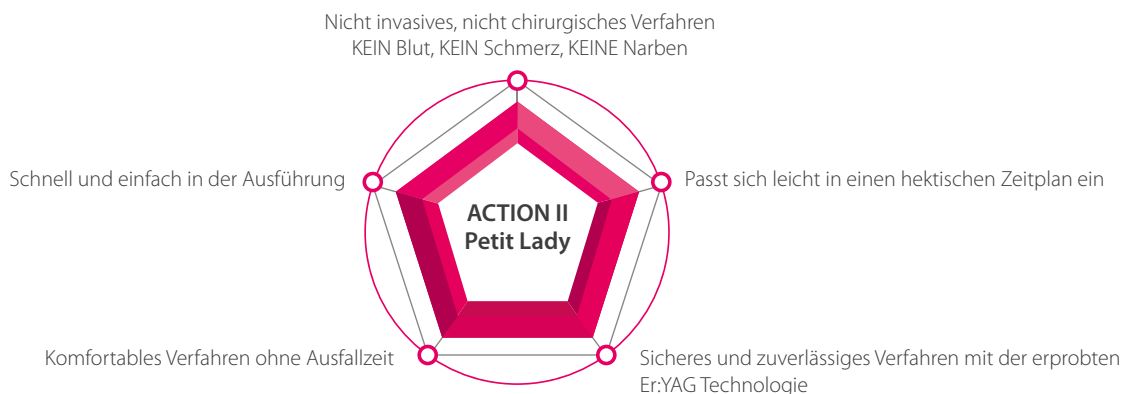 Nicht invasives, nicht chirurgisches Verfahren
KEIN Blut, KEIN Schmerz, KEINE Narben
Schnell und einfach in der Ausführung
Passt sich leicht in einen hektischen Zeitplan ein
ACTION II
Petit Lady
Komfortables Verfahren ohne Ausfallzeit
Sicheres und zuverlässiges Verfahren mit der erprobten
Er:YAG Technologie